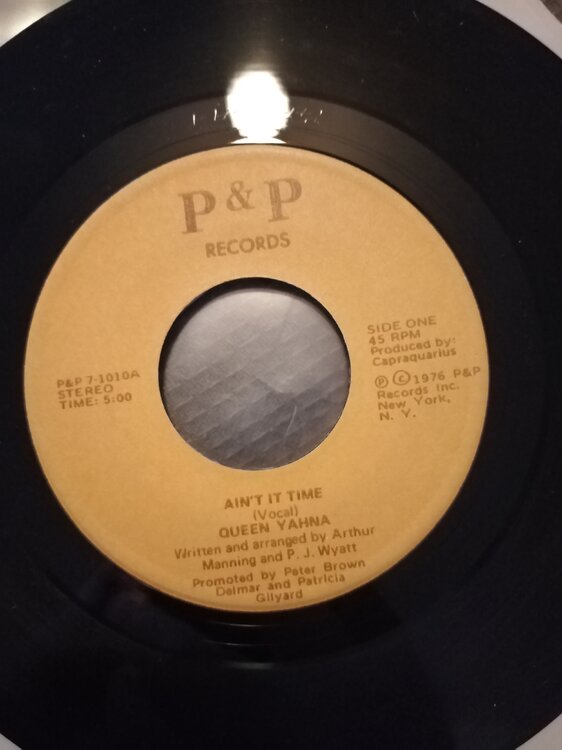 P & P
RECORDS
P&P 7-1010A
STEREO
TIME: 5:00
SIDE ONE
45 RPM
Produced by:
Capraquarius
Ⓟ Ⓒ 1976 P&P
Records Inc.
New York,
N. Y.
AIN'T IT TIME
(Vocal)
QUEEN YAHNA
Written and arranged by Arthur
Manning and P. J. Wyatt
Promoted by Peter Brown
Delmar and Patricia
Gilyard